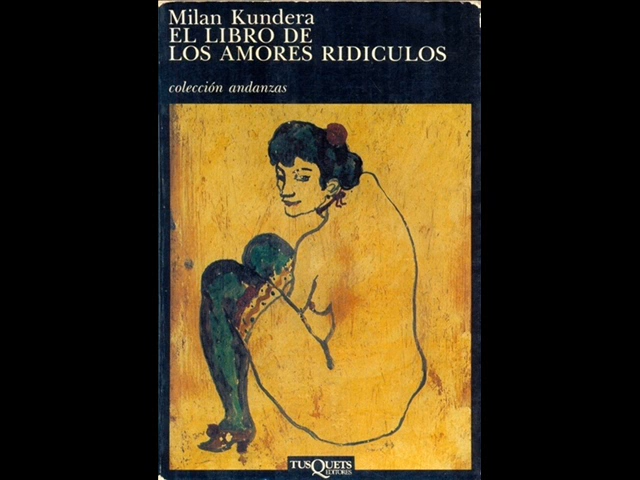 Milan Kundera
EL LIBRO DE
LOS AMORES RIDICULOS
colección andanzas
TUSQUETS
EDITORES